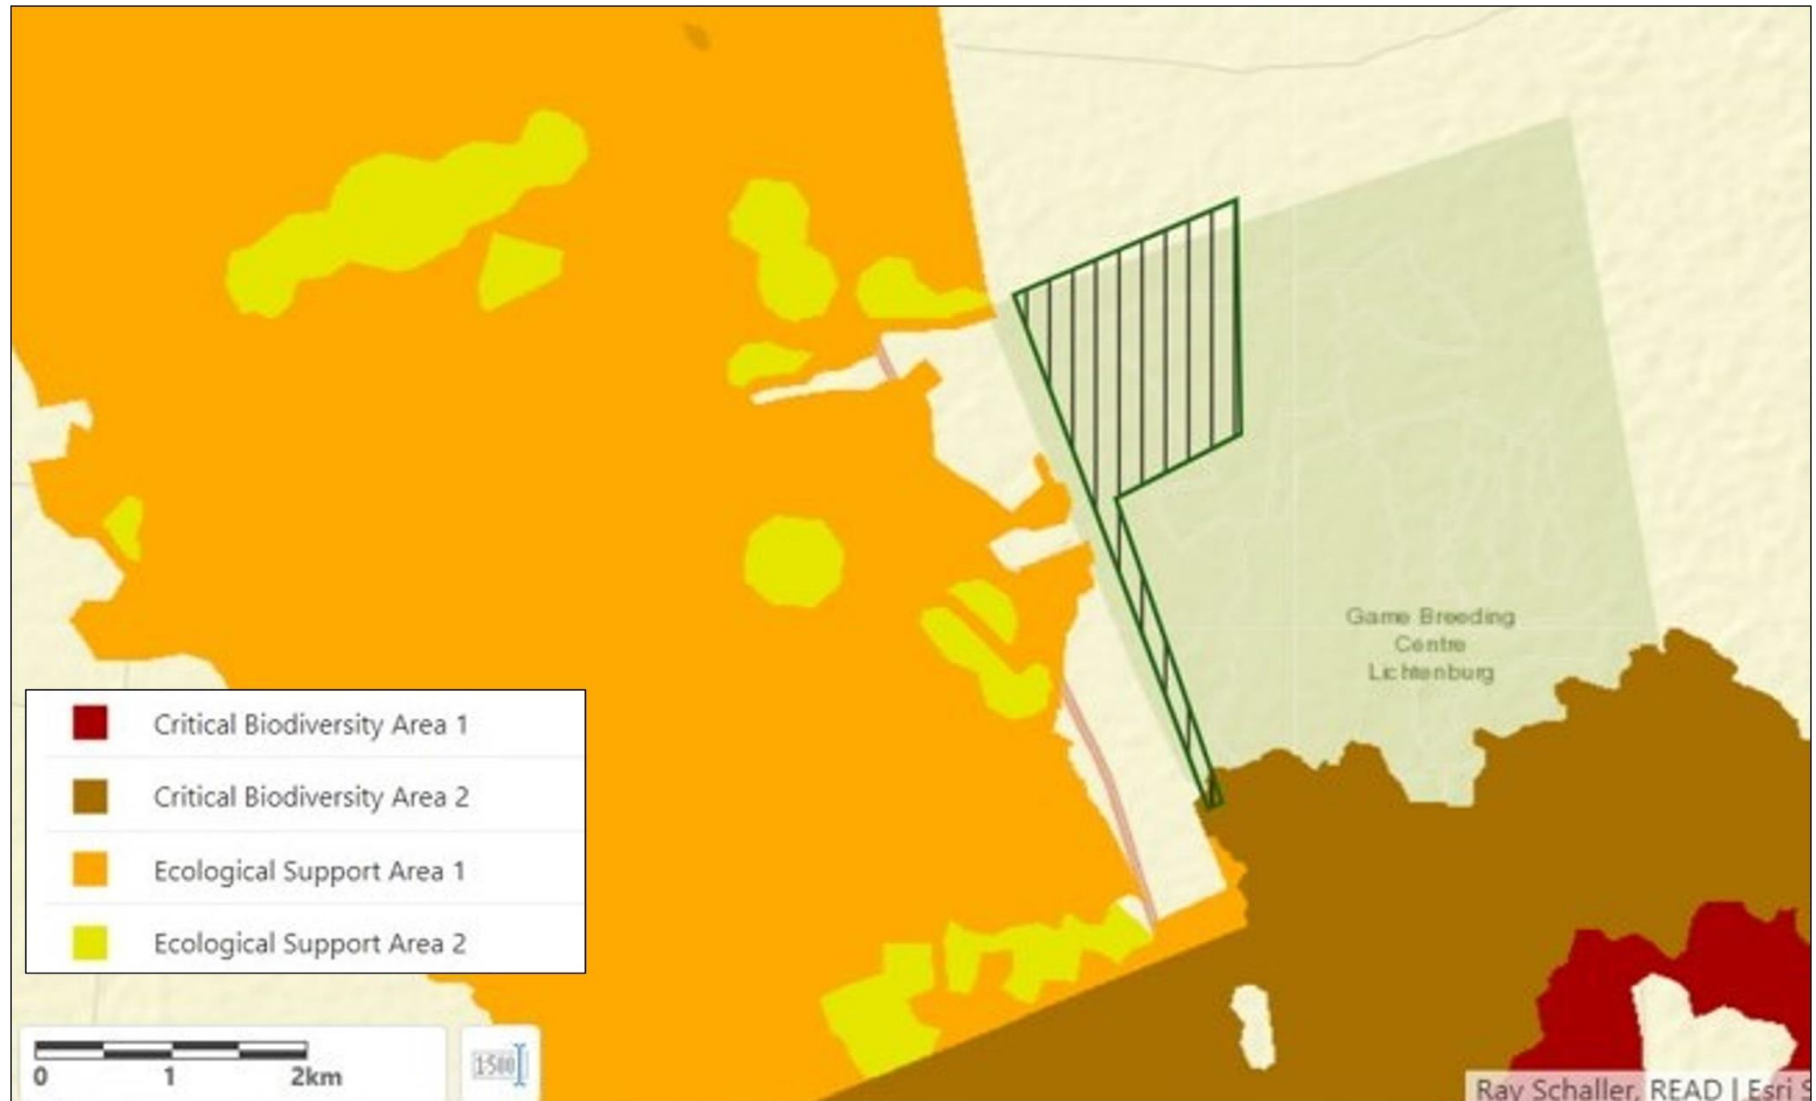 Game Breeding
Centre
Lichtenburg
Critical Biodiversity Area 1
Critical Biodiversity Area 2
Ecological Support Area 1
Ecological Support Area 2
0 1 2km
Ray Schaller, READ | Esri S